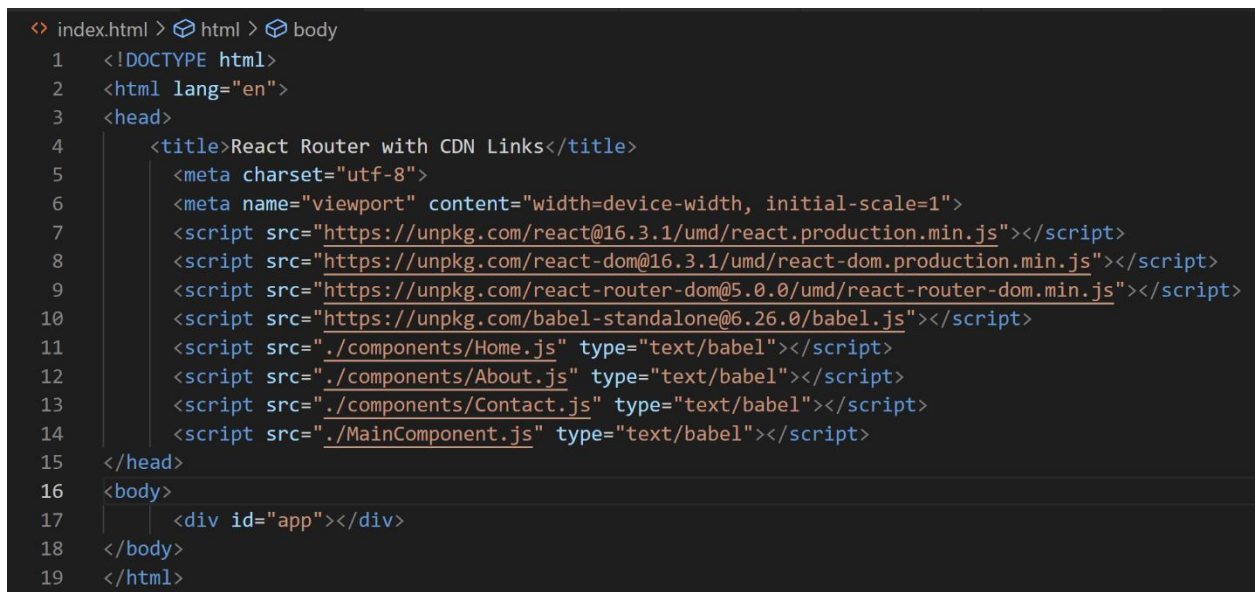 <> index.html > html > body
1 <!DOCTYPE html>
2 <html lang="en">
3 <head>
4 <title>React Router with CDN Links</title>
5 <meta charset="utf-8">
6 <meta name="viewport" content="width=device-width, initial-scale=1">
7 <script src="https://unpkg.com/react@16.3.1/umd/react.production.min.js"></script>
8 <script src="https://unpkg.com/react-dom@16.3.1/umd/react-dom.production.min.js"></script>
9 <script src="https://unpkg.com/react-router-dom@5.0.0/umd/react-router-dom.min.js"></script>
10 <script src="https://unpkg.com/babel-standalone@6.26.0/babel.js"></script>
11 <script src="./components/Home.js" type="text/babel"></script>
12 <script src="./components/About.js" type="text/babel"></script>
13 <script src="./components/Contact.js" type="text/babel"></script>
14 <script src="./MainComponent.js" type="text/babel"></script>
15 </head>
16 <body>
17 <div id="app"></div>
18 </body>
19 </html>